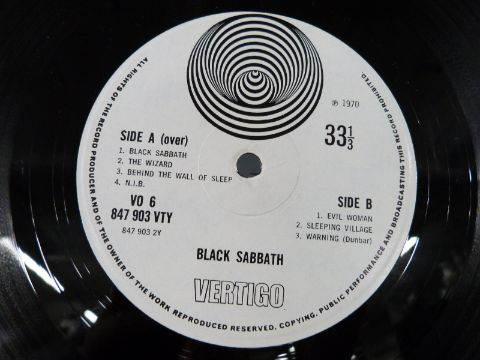 ALL RIGHTS OF THE RECORD PRODUCER AND OF THE OWNER OF THE WORK REPRODUCED RESERVED. COPYING, PUBLIC PERFORMANCE AND BROADCASTING THIS RECORD PROHIBITED.
℗ 1970
33 1/3
SIDE A (over)
1. BLACK SABBATH
2. THE WIZARD
3. BEHIND THE WALL OF SLEEP
4. N.I.B.
VO 6
847 903 VTY
847 903 2Y
SIDE B
1. EVIL WOMAN
2. SLEEPING VILLAGE
3. WARNING (Dunbar)
BLACK SABBATH
VERTIGO